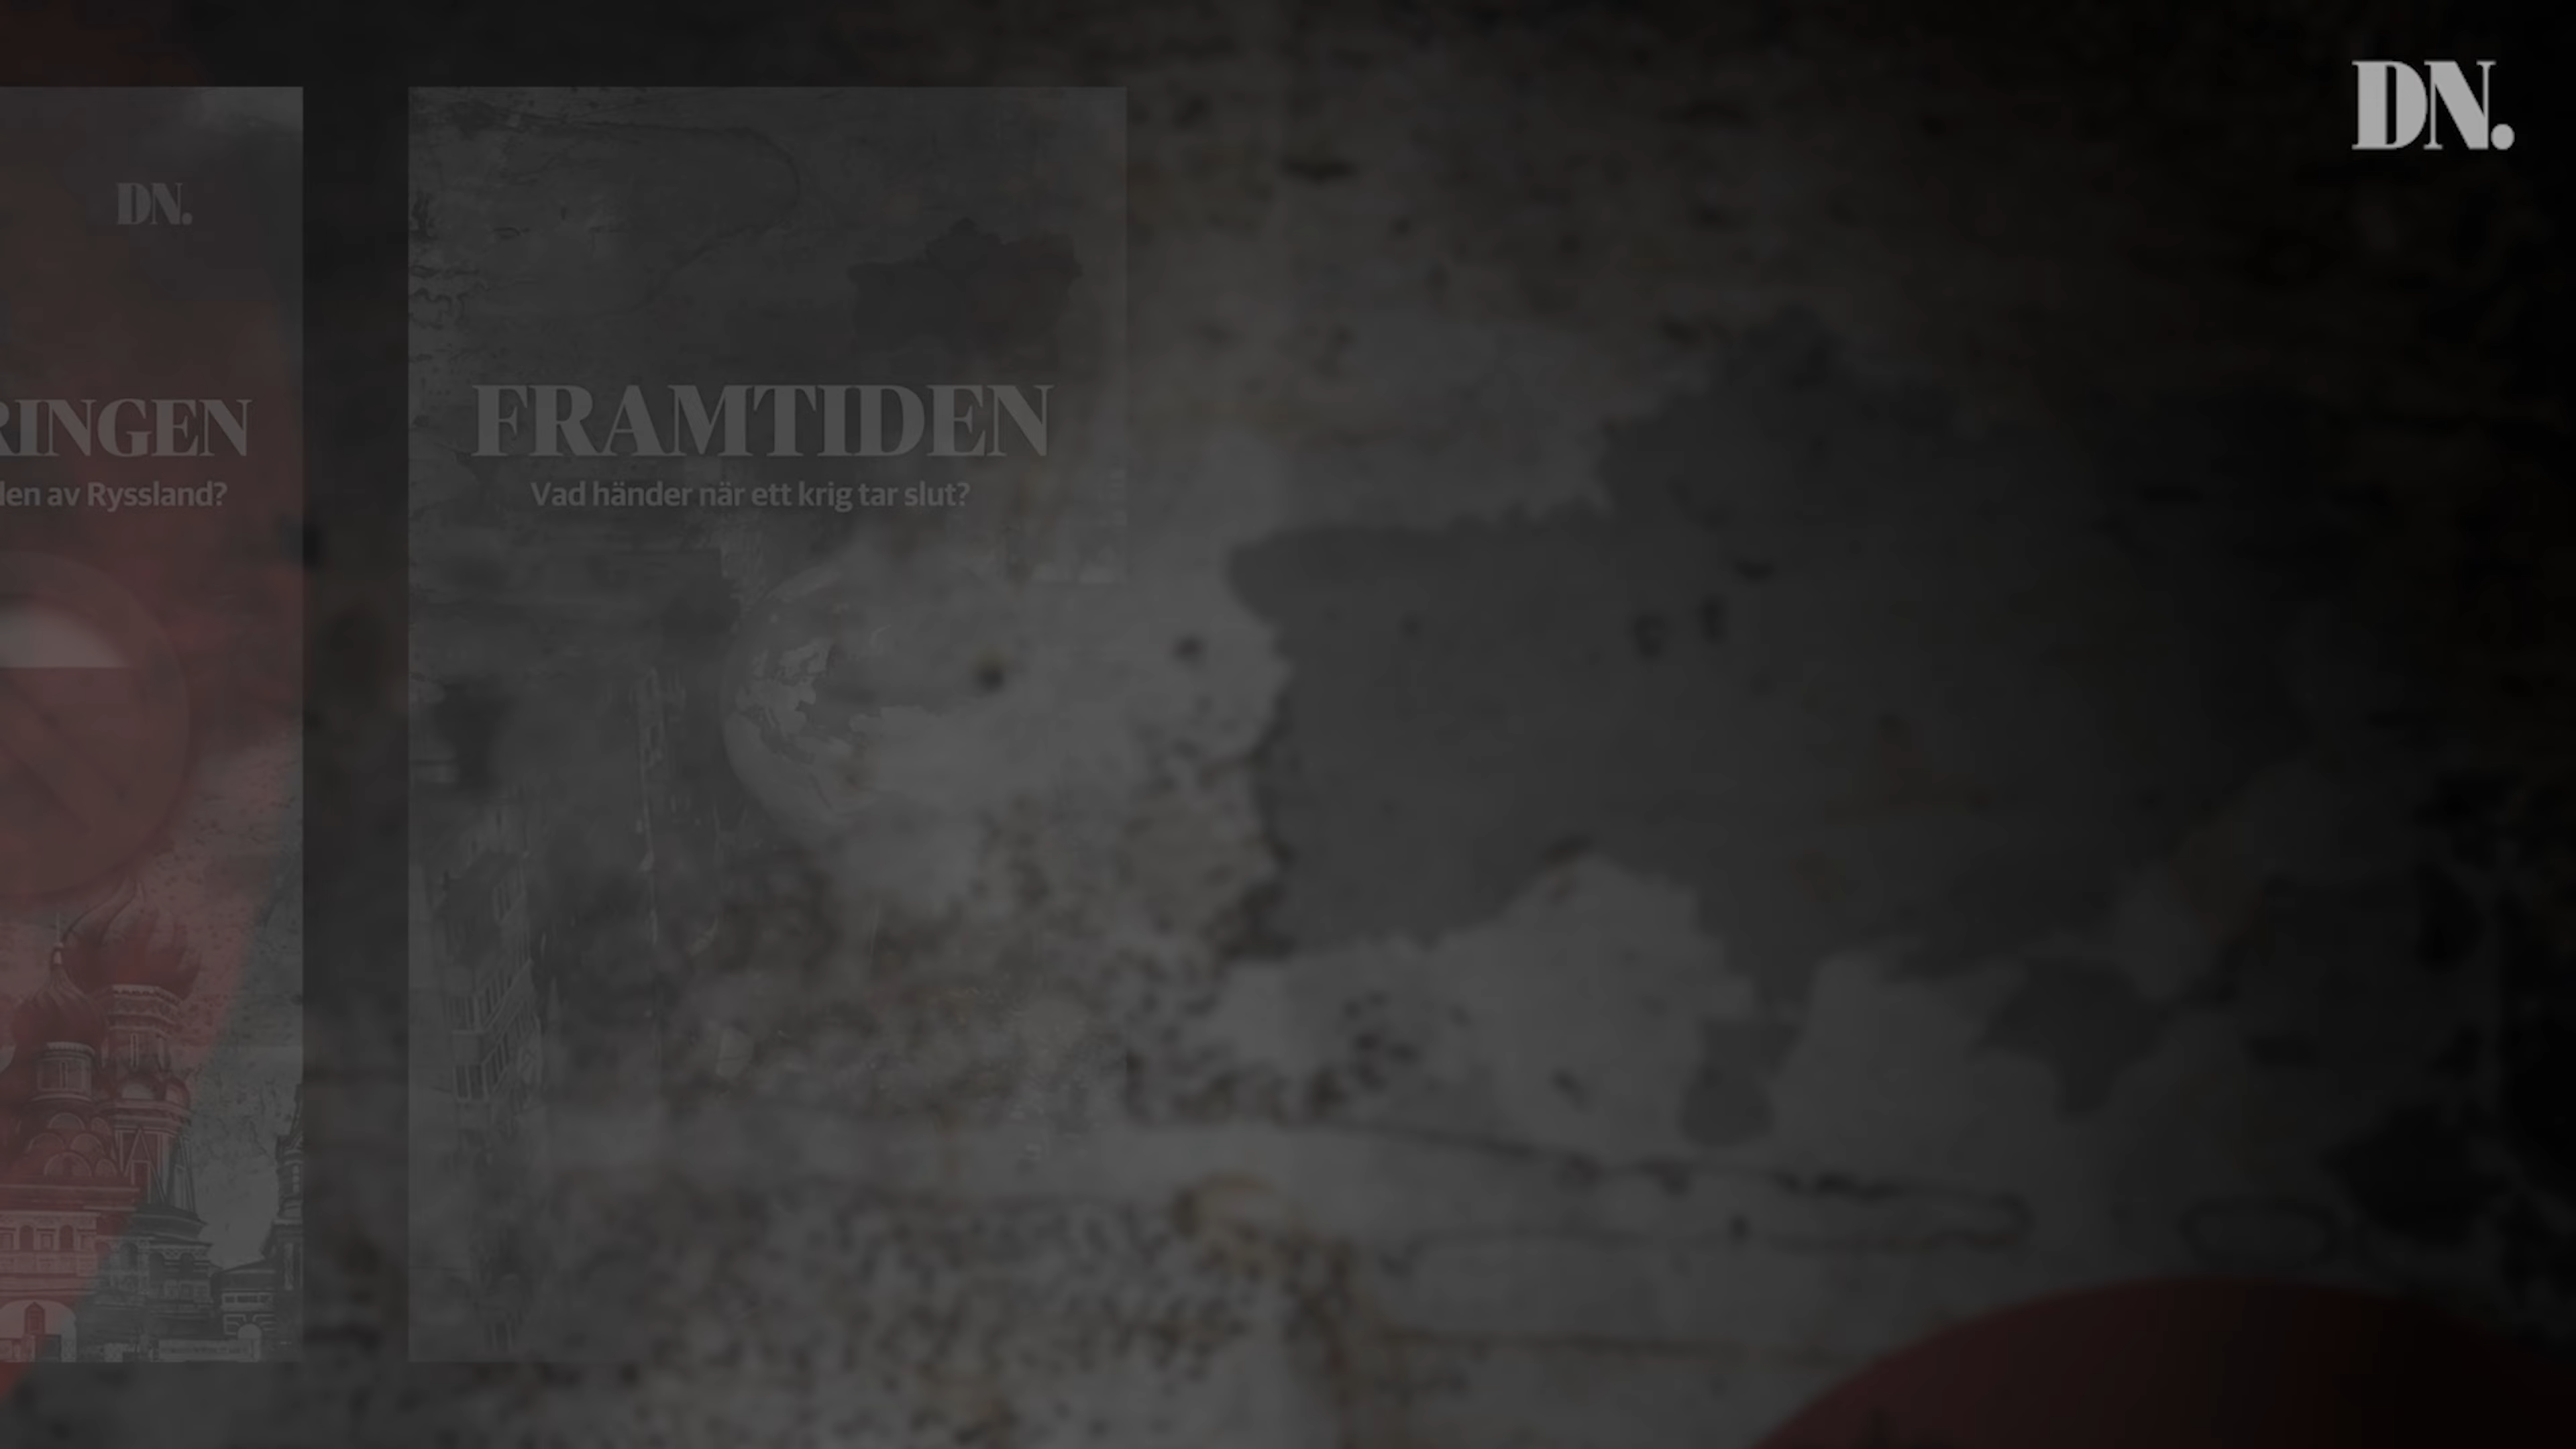 DN.
DN.
RINGEN
den av Ryssland?
FRAMTIDEN
Vad händer när ett krig tar slut?